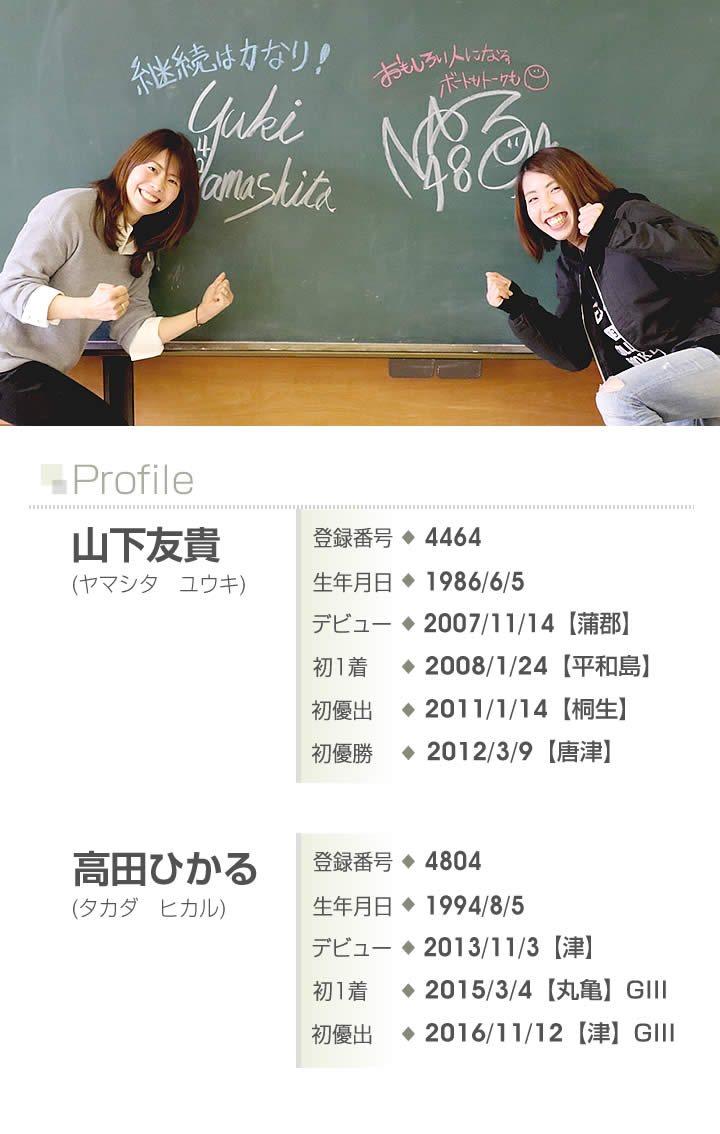 継続は力なり!
おもしろい人になる
ボートもトークも
Yuki
Yamashita
48
Profile
山下友貴
(ヤマシタ ユウキ)
登録番号 ◆ 4464
生年月日 ◆ 1986/6/5
デビュー ◆ 2007/11/14【蒲郡】
初1着 ◆ 2008/1/24【平和島】
初優出 ◆ 2011/1/14【桐生】
初優勝 ◆ 2012/3/9【唐津】
高田ひかる
(タカダ ヒカル)
登録番号 ◆ 4804
生年月日 ◆ 1994/8/5
デビュー ◆ 2013/11/3【津】
初1着 ◆ 2015/3/4【丸亀】GIII
初優出 ◆ 2016/11/12【津】GIII